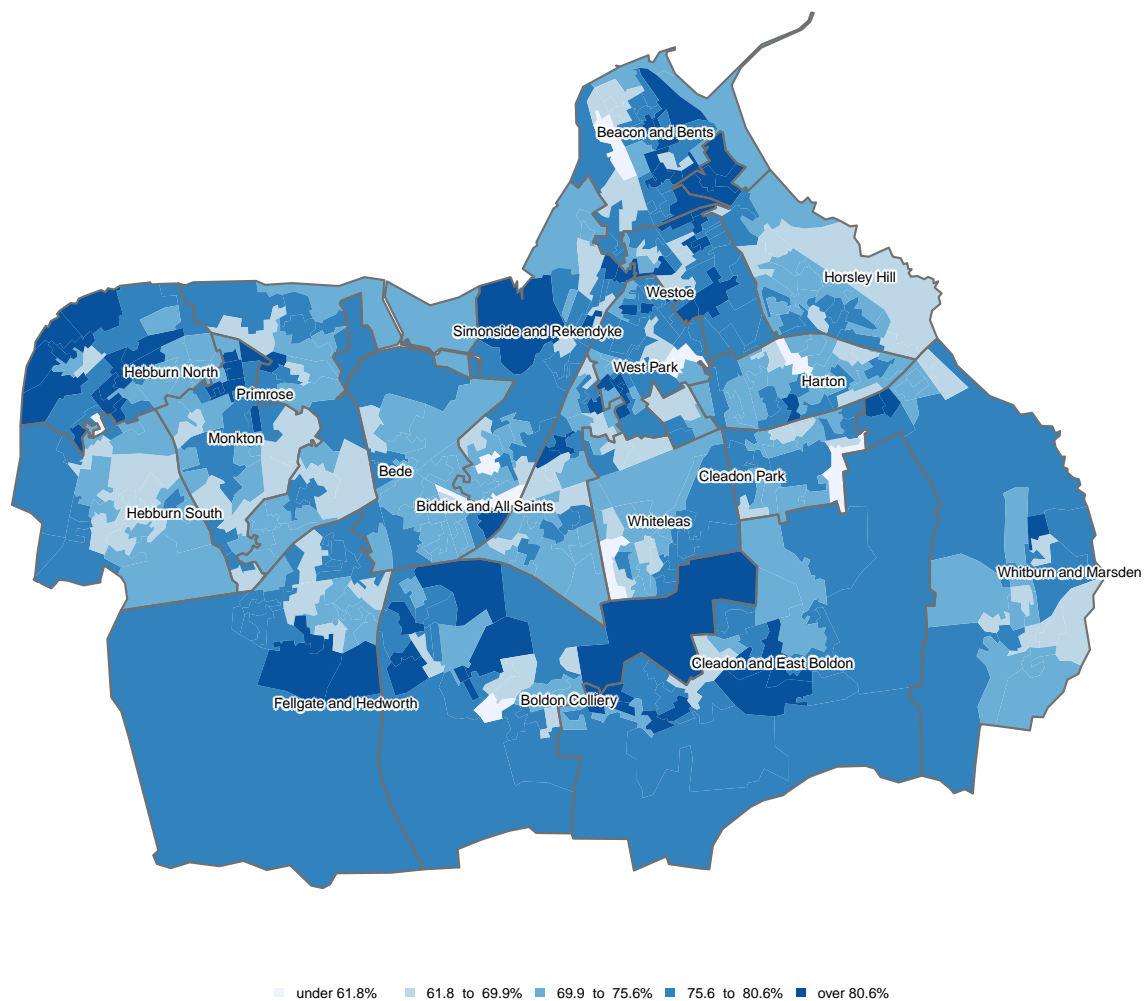 Beacon and Bents
Horsley Hill
Westoe
Simonside and Rekendyke
West Park
Hebburn North
Harton
Primrose
Monkton
Bede
Cleadon Park
Biddick and All Saints
Hebburn South
Whiteleas
Whitburn and Marsden
Cleadon and East Boldon
Boldon Colliery
Fellgate and Hedworth
under 61.8% 61.8 to 69.9% 69.9 to 75.6% 75.6 to 80.6% over 80.6%